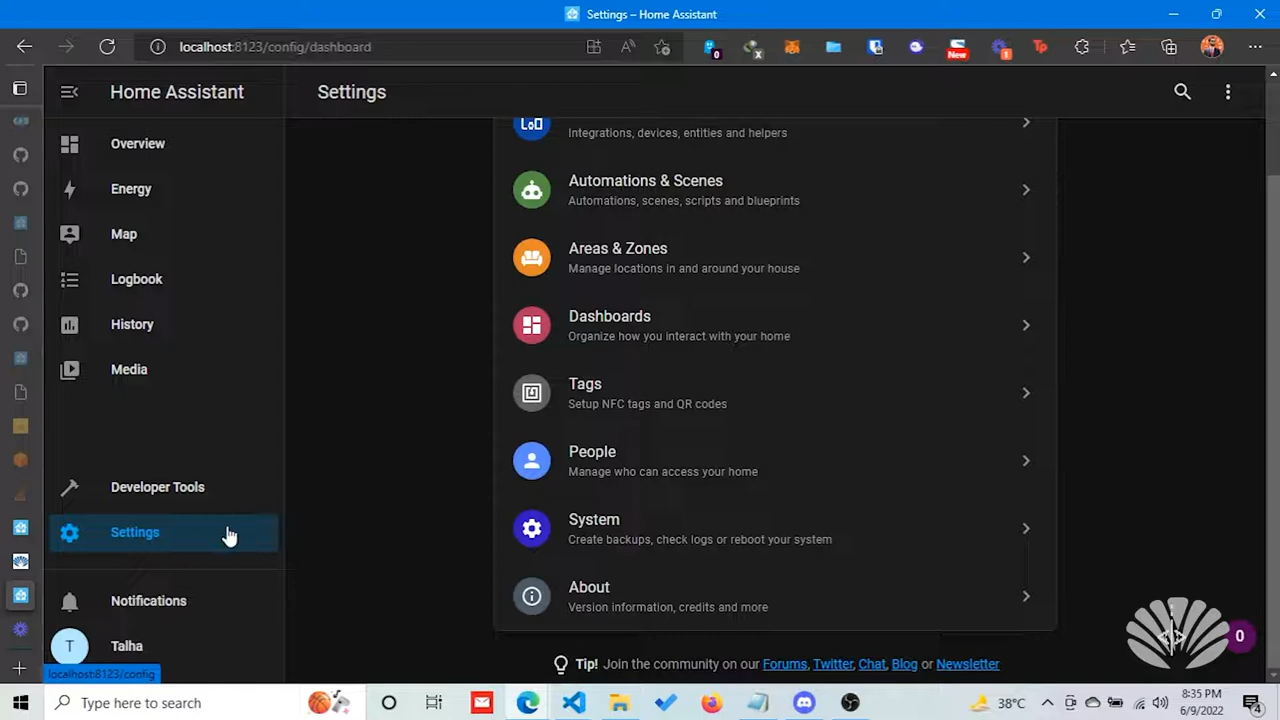 Settings – Home Assistant
localhost:8123/config/dashboard
0
x
New
1
Home Assistant
Settings
Overview
Energy
Map
Logbook
History
Media
Developer Tools
Settings
Notifications
T
Talha
localhost:8123/config
Integrations, devices, entities and helpers
Automations & Scenes
Automations, scenes, scripts and blueprints
Areas & Zones
Manage locations in and around your house
Dashboards
Organize how you interact with your home
Tags
Setup NFC tags and QR codes
People
Manage who can access your home
System
Create backups, check logs or reboot your system
About
Version information, credits and more
Tip! Join the community on our Forums, Twitter, Chat, Blog or Newsletter
0
Type here to search
38°C
8:35 PM
6/9/2022
4